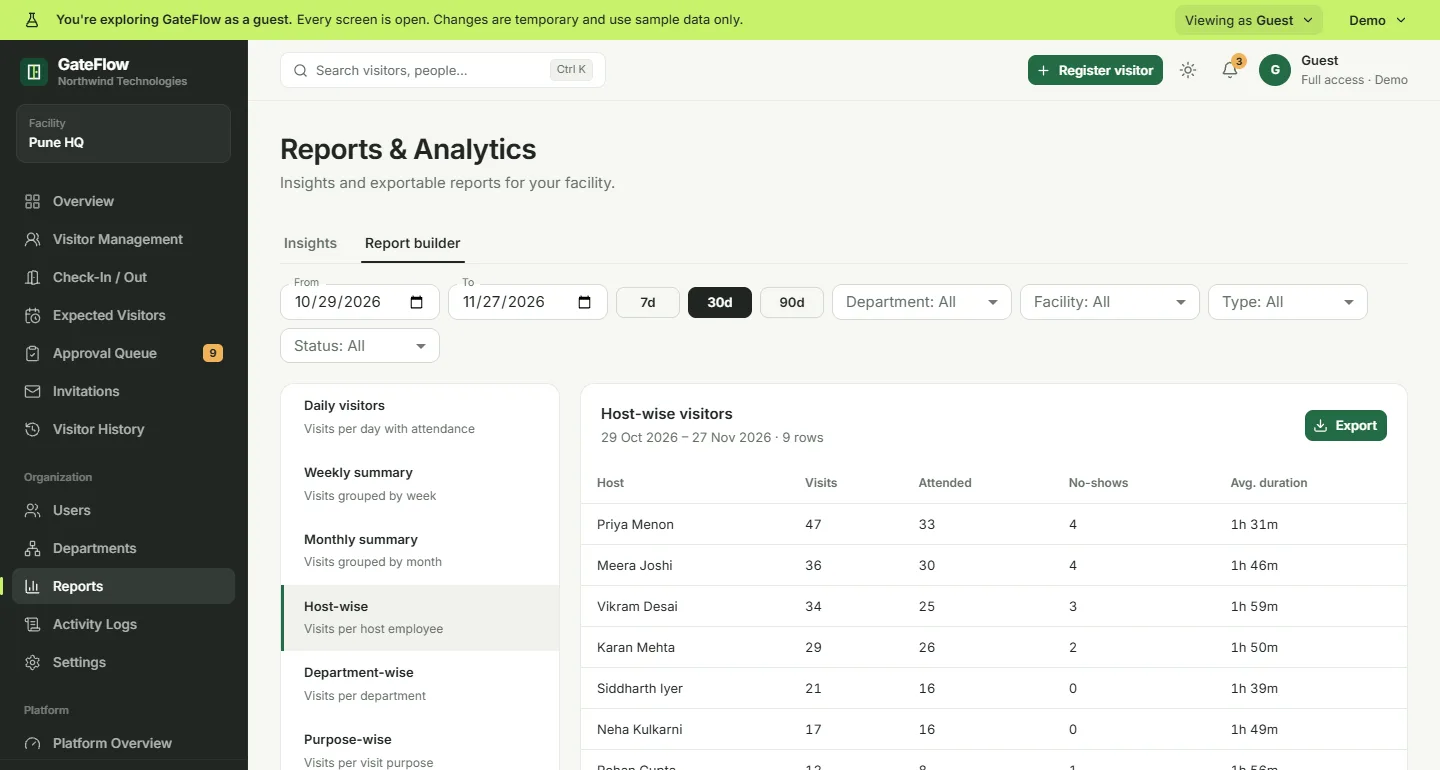 You're exploring GateFlow as a guest. Every screen is open. Changes are temporary and use sample data only.
Viewing as Guest
Demo
GateFlow
Northwind Technologies
Facility
Pune HQ
Overview
Visitor Management
Check-In / Out
Expected Visitors
Approval Queue 9
Invitations
Visitor History
Organization
Users
Departments
Reports
Activity Logs
Settings
Platform
Platform Overview
Search visitors, people... Ctrl K
+ Register visitor
3
G
Guest
Full access · Demo
Reports & Analytics
Insights and exportable reports for your facility.
Insights Report builder
From To
10/29/2026 11/27/2026 7d 30d 90d Department: All Facility: All Type: All
Status: All
Daily visitors
Visits per day with attendance
Weekly summary
Visits grouped by week
Monthly summary
Visits grouped by month
Host-wise
Visits per host employee
Department-wise
Visits per department
Purpose-wise
Visits per visit purpose
Host-wise visitors
29 Oct 2026 – 27 Nov 2026 · 9 rows
Export
Host Visits Attended No-shows Avg. duration
Priya Menon 47 33 4 1h 31m
Meera Joshi 36 30 4 1h 46m
Vikram Desai 34 25 3 1h 59m
Karan Mehta 29 26 2 1h 50m
Siddharth Iyer 21 16 0 1h 39m
Neha Kulkarni 17 16 0 1h 49m